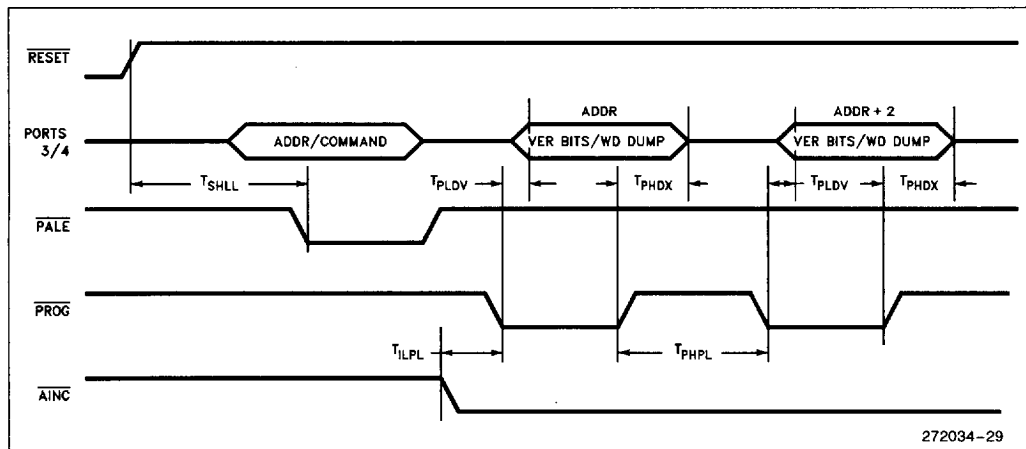 RESET
PORTS 3/4
ADDR/COMMAND
ADDR
VER BITS/WD DUMP
ADDR + 2
VER BITS/WD DUMP
TSHLL
TPLDV
TPHDX
TPLDV
TPHDX
PALE
PROG
TILPL
TPHPL
AINC
272034-29